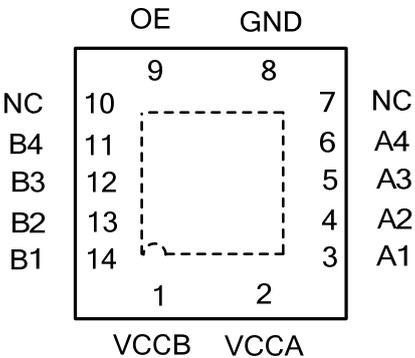 OE GND
9 8
NC 10 7 NC
B4 11 6 A4
B3 12 5 A3
B2 13 4 A2
B1 14 3 A1
1 2
VCCB VCCA